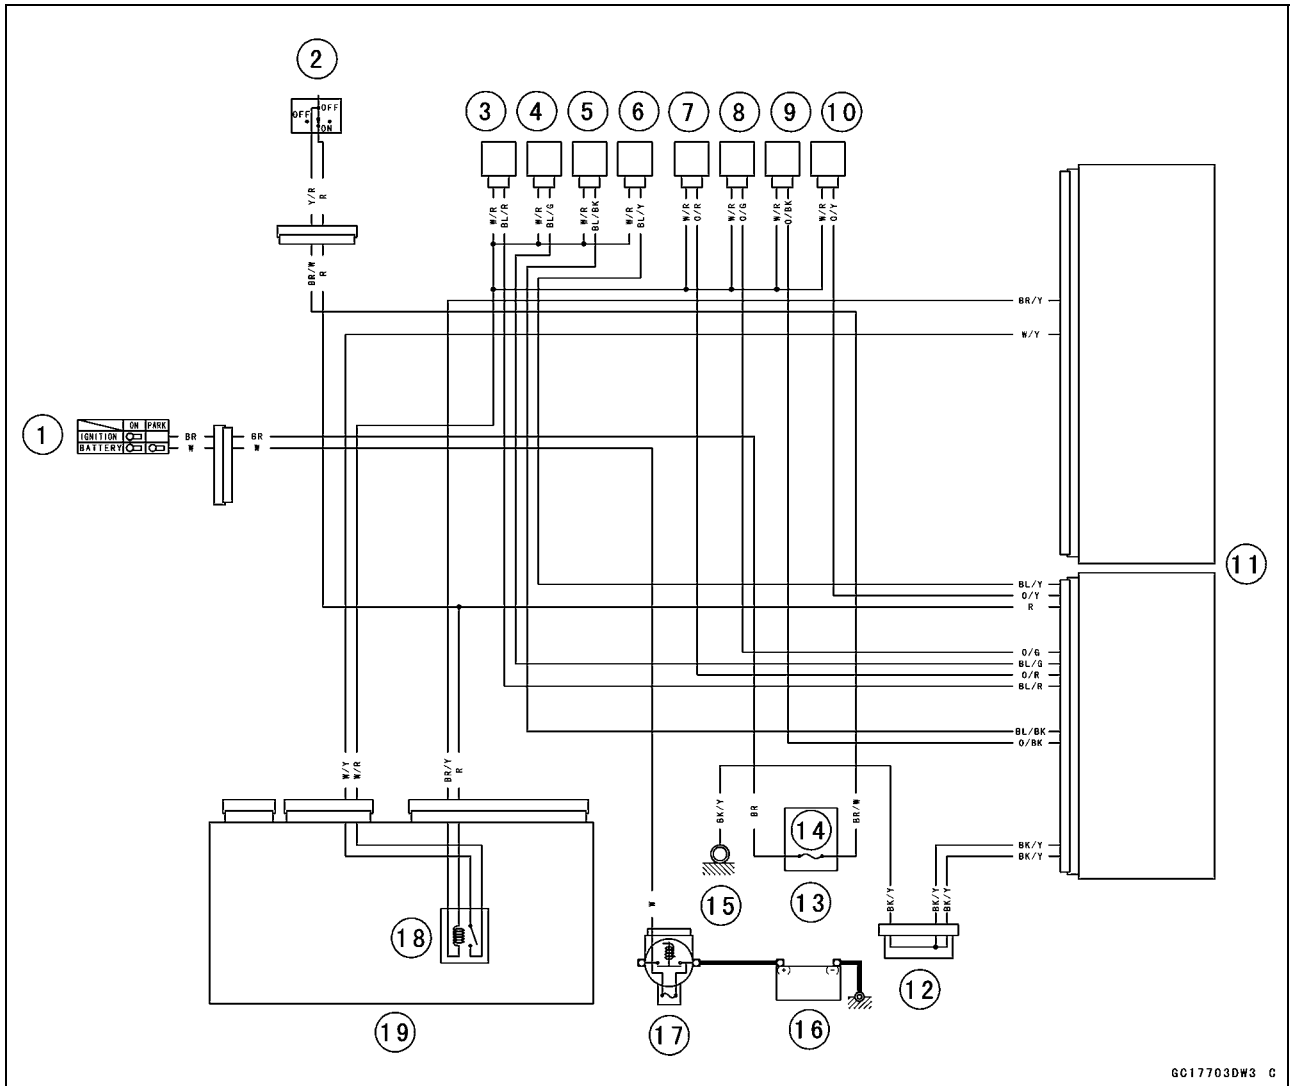 2
OFF OFF
ON
Y/R R
BR/W R
3 4 5 6 7 8 9 10
W/R BL/R W/R BL/G W/R BL/BK W/R BL/Y W/R O/R W/R O/G W/R O/BK W/R O/Y
BR/Y
W/Y
1
ON PARK
IGNITION
BATTERY
BR BR
W W
11
BL/Y
O/Y
R
O/G
BL/G
O/R
BL/R
BL/BK
O/BK
W/Y W/R BR/Y R
BK/Y BR BR/W
14
BK/Y
BK/Y
15 13
BK/Y BK/Y BK/Y
W
18
(+) (-)
12
19 17 16
GC17703DW3 C